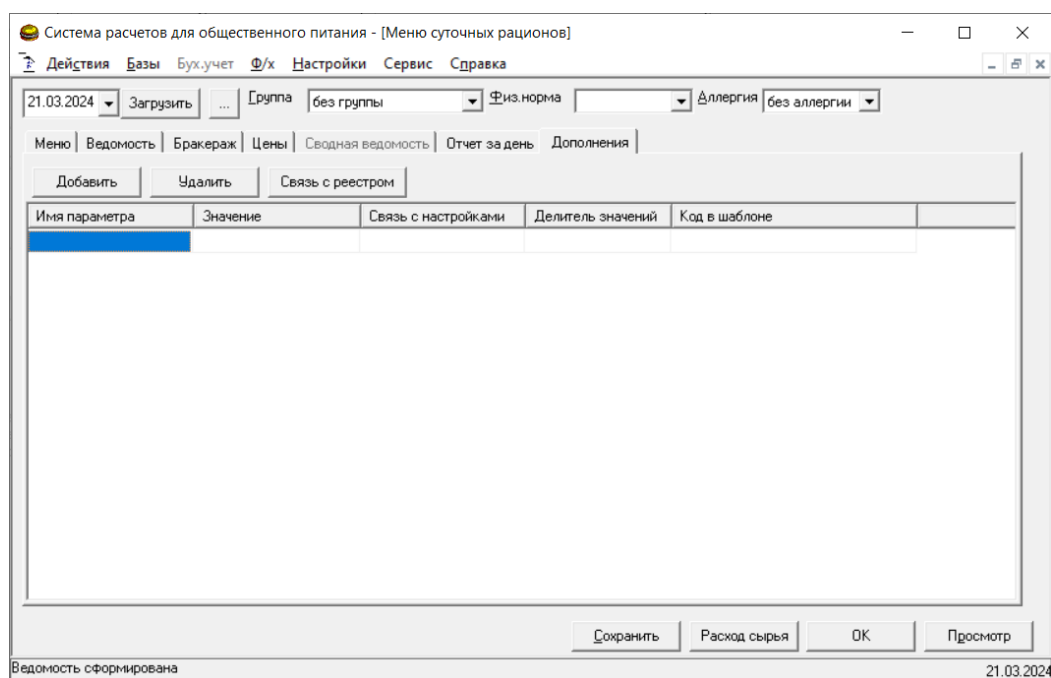 Система расчетов для общественного питания - [Меню суточных рационов]
Действия Базы Бух.учет Ф/х Настройки Сервис Справка
21.03.2024 Загрузить ... Группа без группы Физ.норма Аллергия без аллергии
Меню Ведомость Бракераж Цены Сводная ведомость Отчет за день Дополнения
Добавить Удалить Связь с реестром
Имя параметра Значение Связь с настройками Делитель значений Код в шаблоне
Сохранить Расход сырья OK Просмотр
Ведомость сформирована 21.03.2024